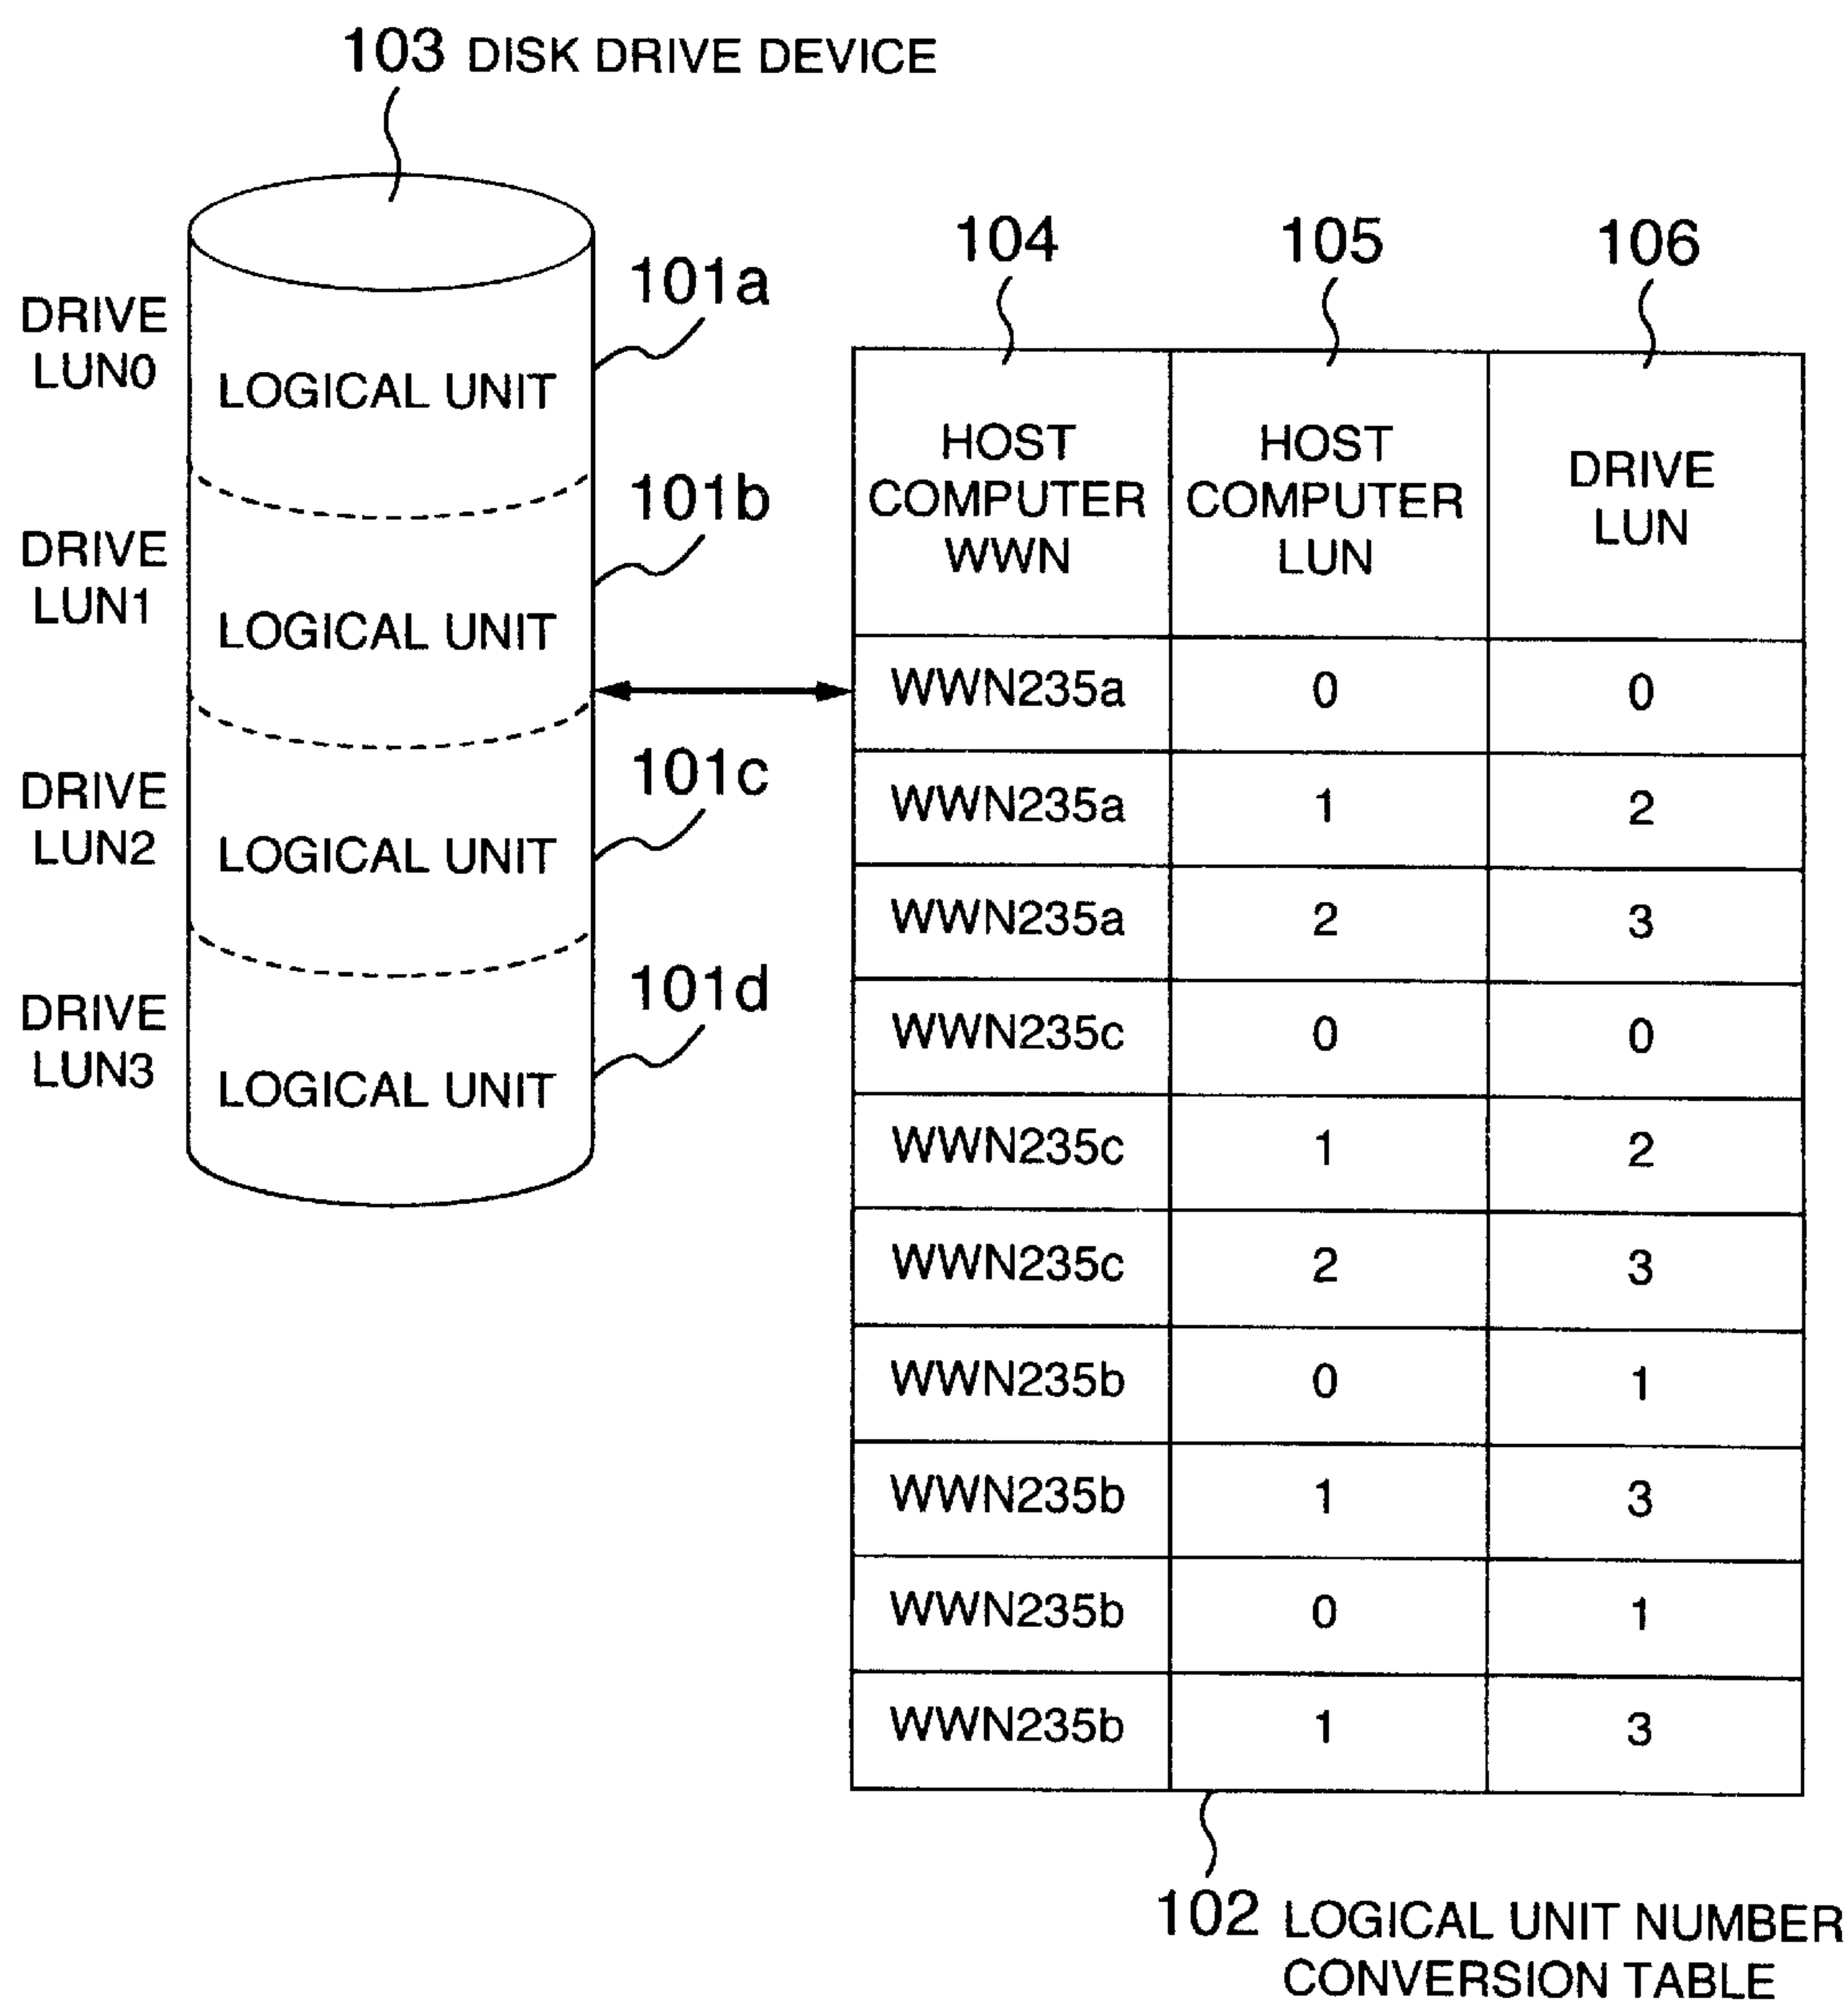 103 DISK DRIVE DEVICE
DRIVE
LUN0
LOGICAL UNIT
101a
DRIVE
LUN1
LOGICAL UNIT
101b
DRIVE
LUN2
LOGICAL UNIT
101c
DRIVE
LUN3
LOGICAL UNIT
101d
104 105 106
HOST
COMPUTER
WWN
HOST
COMPUTER
LUN
DRIVE
LUN
WWN235a 0 0
WWN235a 1 2
WWN235a 2 3
WWN235c 0 0
WWN235c 1 2
WWN235c 2 3
WWN235b 0 1
WWN235b 1 3
WWN235b 0 1
WWN235b 1 3
102 LOGICAL UNIT NUMBER
CONVERSION TABLE